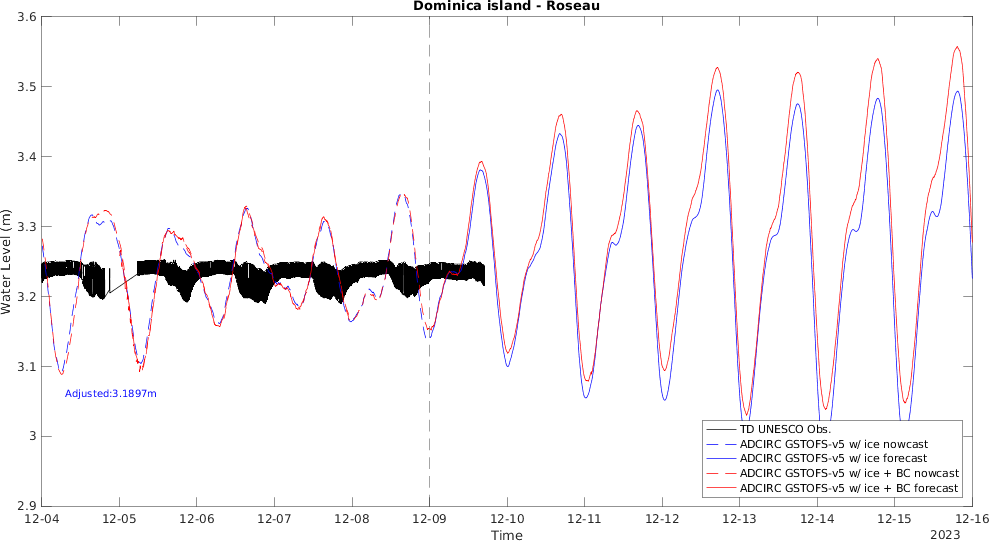 Dominica island - Roseau
3.6
3.5
3.4
3.3
3.2
3.1
3
2.9
Water Level (m)
Adjusted:3.1897m
TD UNESCO Obs.
ADCIRC GSTOFS-v5 w/ ice nowcast
ADCIRC GSTOFS-v5 w/ ice forecast
ADCIRC GSTOFS-v5 w/ ice + BC nowcast
ADCIRC GSTOFS-v5 w/ ice + BC forecast
12-04 12-05 12-06 12-07 12-08 12-09 12-10 12-11 12-12 12-13 12-14 12-15 12-16
Time
2023